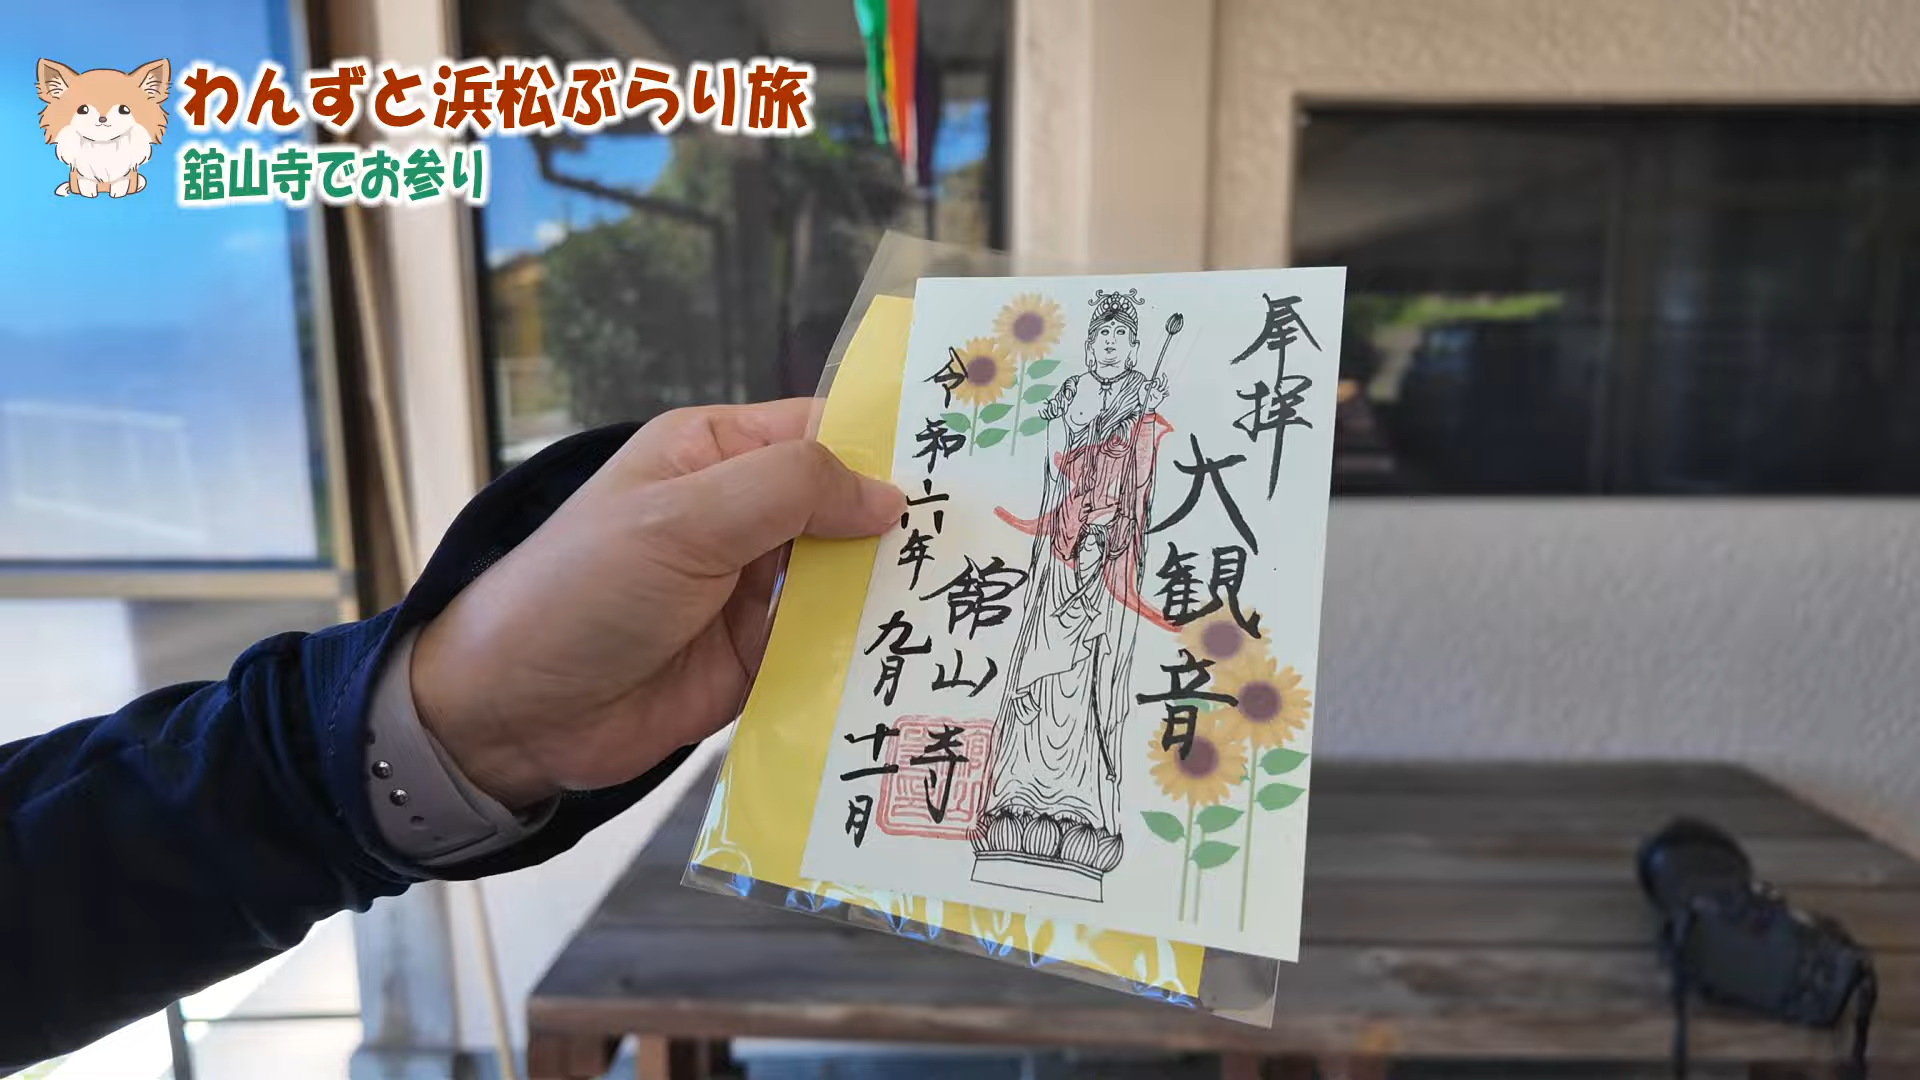 わんずと浜松ぶらり旅
舘山寺でお参り
奉拝
大観音
舘山寺
令和六年九月十一日